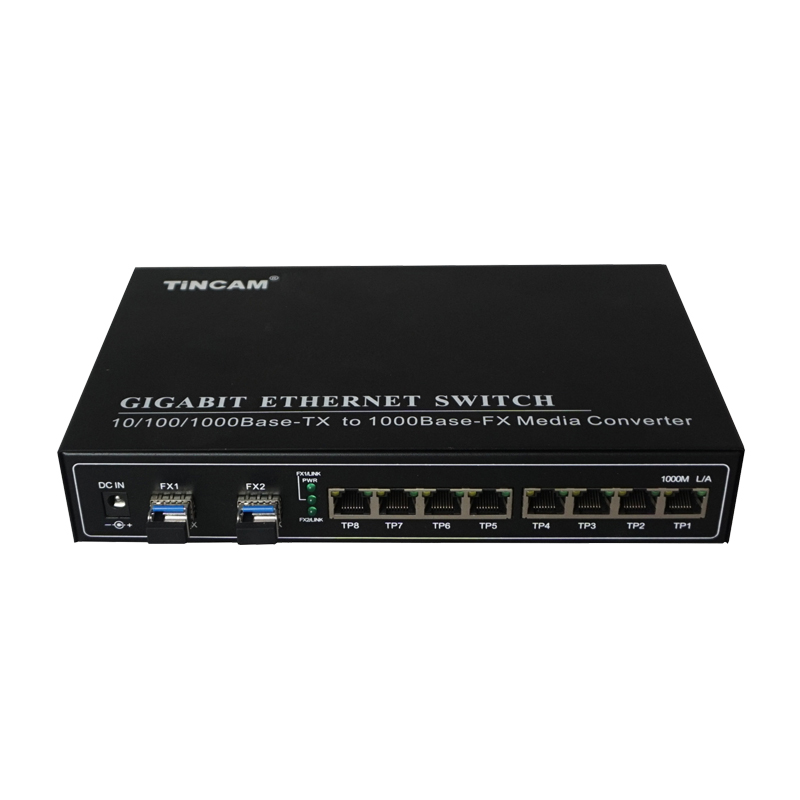 TiNCAM®
GIGABIT ETHERNET SWITCH
10/100/1000Base-TX to 1000Base-FX Media Converter
DC IN
FX1
FX2
FX1/LINK
PWR
FX2/LINK
1000M L/A
TP8 TP7 TP6 TP5 TP4 TP3 TP2 TP1